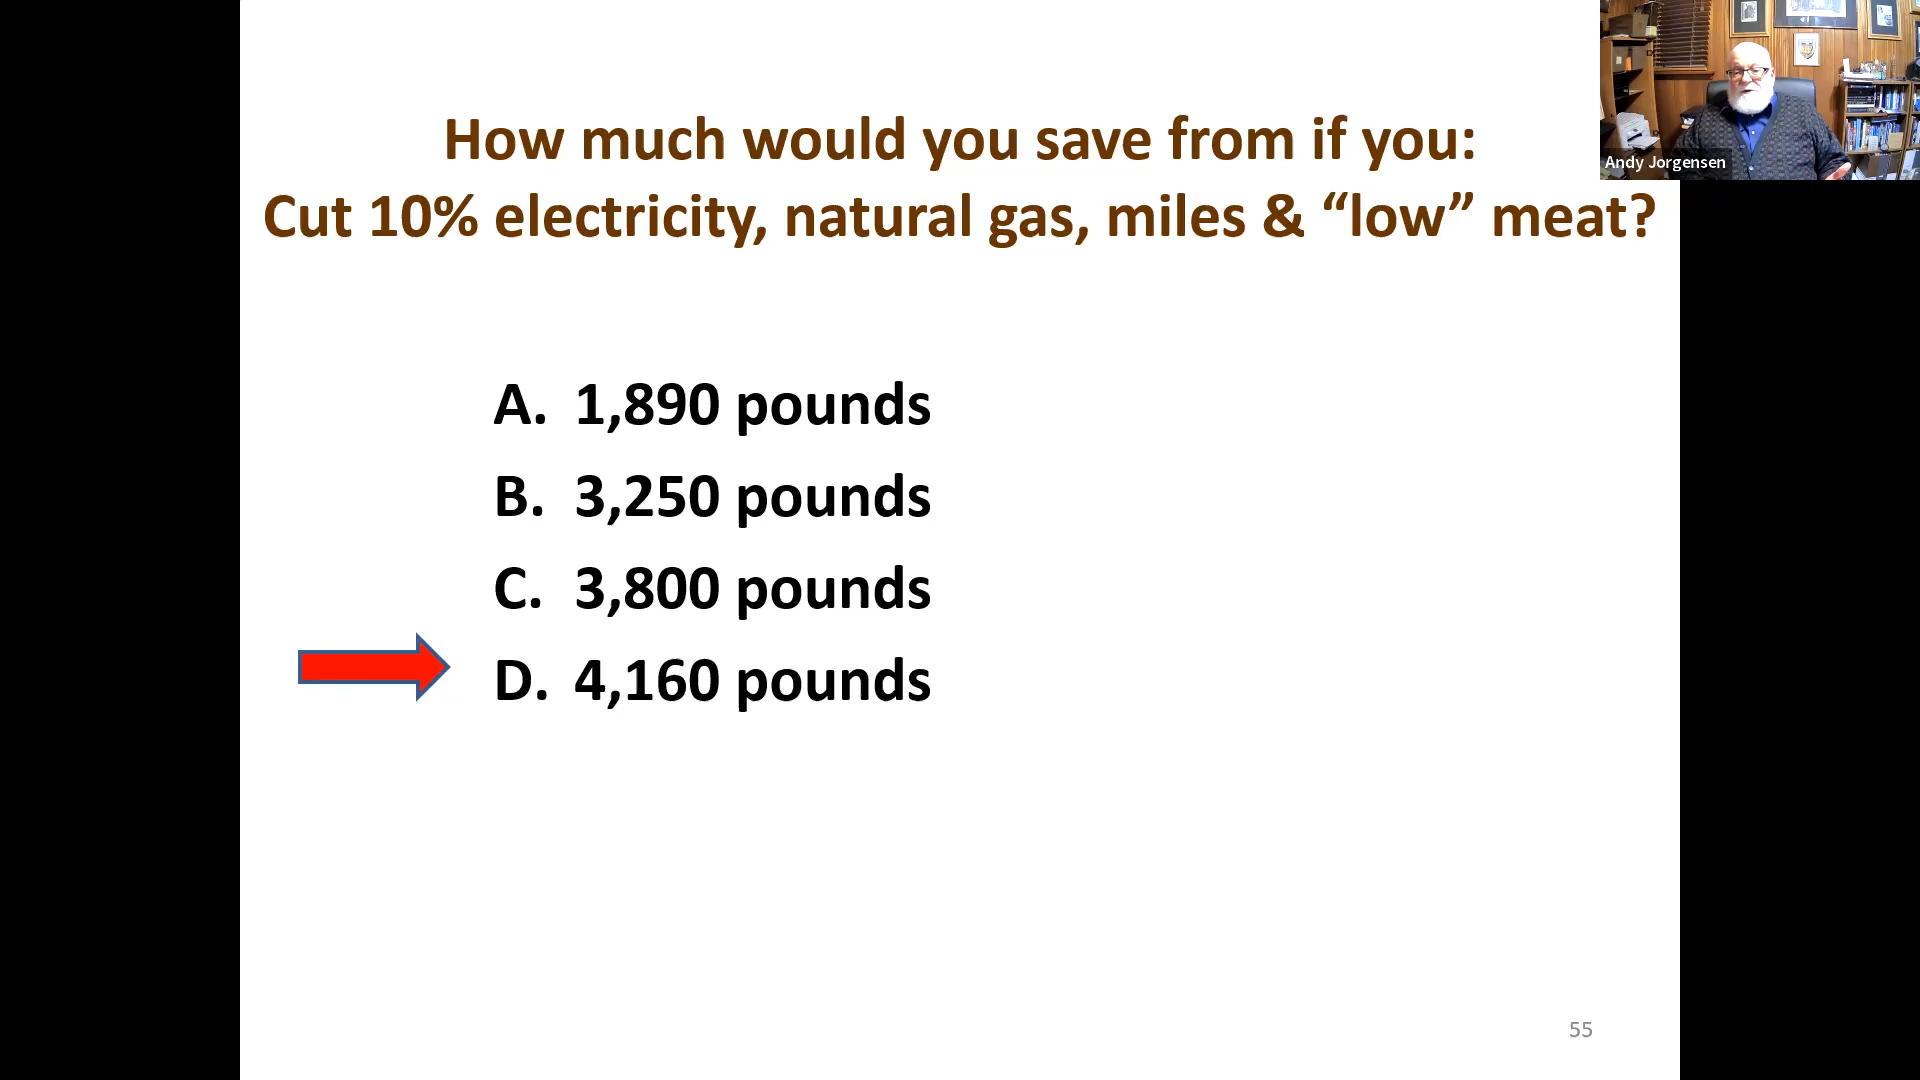 How much would you save from if you:
Cut 10% electricity, natural gas, miles & “low” meat?
A. 1,890 pounds
B. 3,250 pounds
C. 3,800 pounds
D. 4,160 pounds
Andy Jorgensen
55